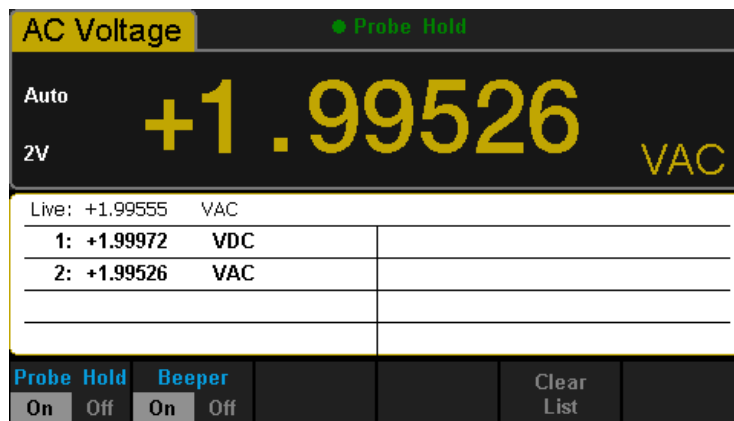 AC Voltage
Probe Hold
Auto
2V
+1.99526 VAC
Live: +1.99555 VAC
1: +1.99972 VDC
2: +1.99526 VAC
Probe Hold
On Off
Beeper
On Off
Clear
List